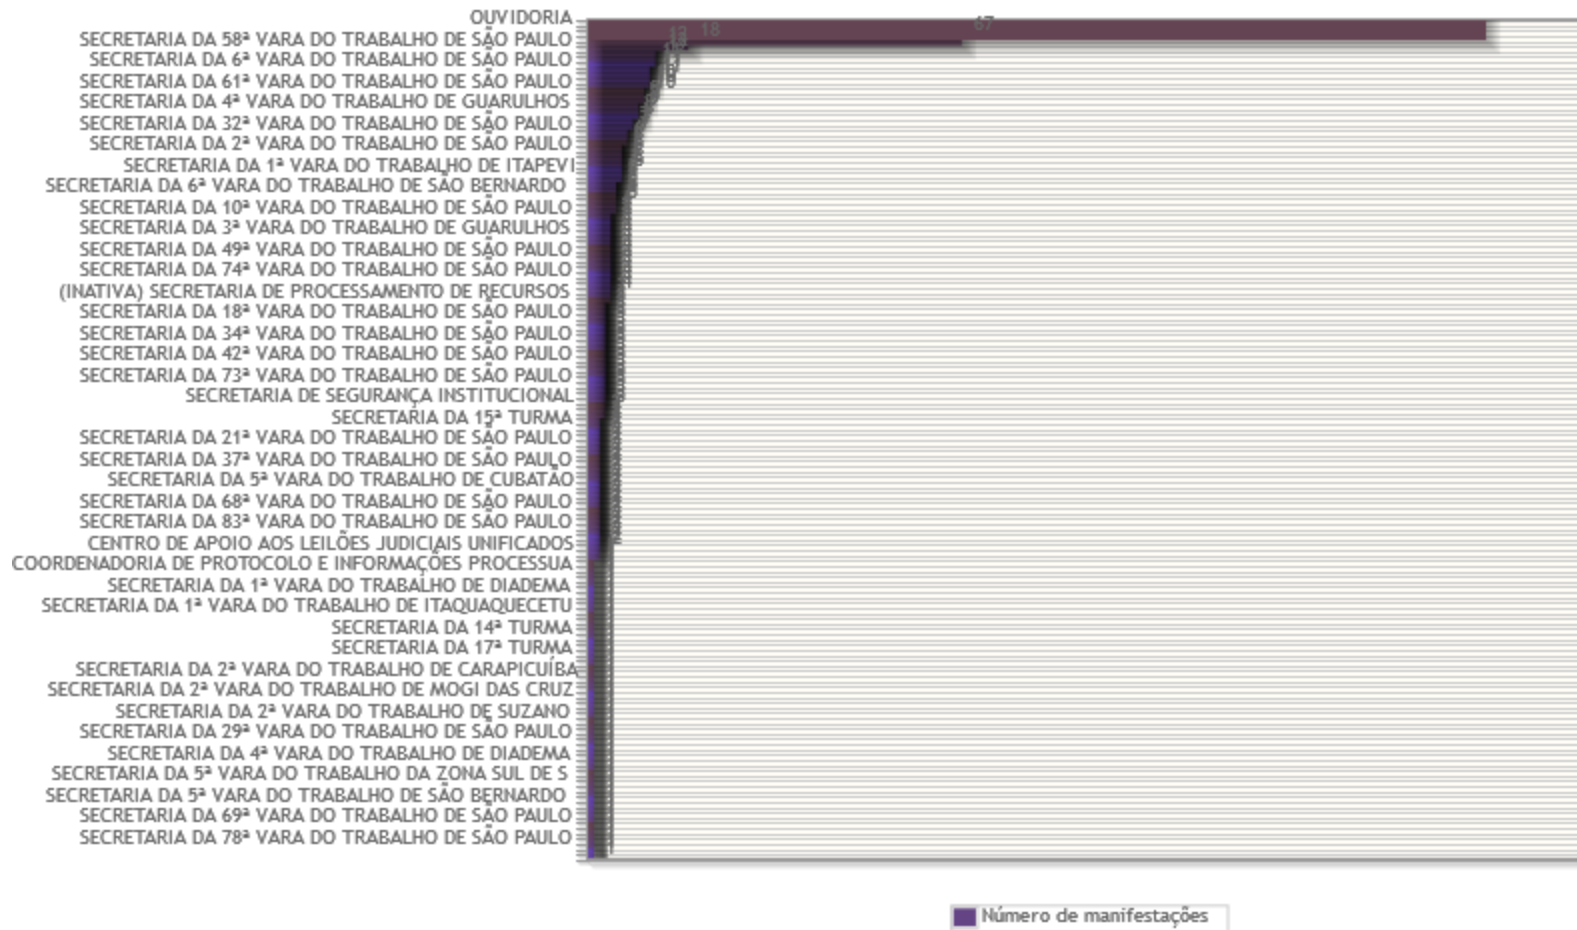 OUVIDORIA
SECRETARIA DA 58ª VARA DO TRABALHO DE SÃO PAULO
SECRETARIA DA 6ª VARA DO TRABALHO DE SÃO PAULO
SECRETARIA DA 61ª VARA DO TRABALHO DE SÃO PAULO
SECRETARIA DA 4ª VARA DO TRABALHO DE GUARULHOS
SECRETARIA DA 32ª VARA DO TRABALHO DE SÃO PAULO
SECRETARIA DA 2ª VARA DO TRABALHO DE SÃO PAULO
SECRETARIA DA 1ª VARA DO TRABALHO DE ITAPEVI
SECRETARIA DA 6ª VARA DO TRABALHO DE SÃO BERNARDO
SECRETARIA DA 10ª VARA DO TRABALHO DE SÃO PAULO
SECRETARIA DA 3ª VARA DO TRABALHO DE GUARULHOS
SECRETARIA DA 49ª VARA DO TRABALHO DE SÃO PAULO
SECRETARIA DA 74ª VARA DO TRABALHO DE SÃO PAULO
(INATIVA) SECRETARIA DE PROCESSAMENTO DE RECURSOS
SECRETARIA DA 18ª VARA DO TRABALHO DE SÃO PAULO
SECRETARIA DA 34ª VARA DO TRABALHO DE SÃO PAULO
SECRETARIA DA 42ª VARA DO TRABALHO DE SÃO PAULO
SECRETARIA DA 73ª VARA DO TRABALHO DE SÃO PAULO
SECRETARIA DE SEGURANÇA INSTITUCIONAL
SECRETARIA DA 15ª TURMA
SECRETARIA DA 21ª VARA DO TRABALHO DE SÃO PAULO
SECRETARIA DA 37ª VARA DO TRABALHO DE SÃO PAULO
SECRETARIA DA 5ª VARA DO TRABALHO DE CUBATÃO
SECRETARIA DA 68ª VARA DO TRABALHO DE SÃO PAULO
SECRETARIA DA 83ª VARA DO TRABALHO DE SÃO PAULO
CENTRO DE APOIO AOS LEILÕES JUDICIAIS UNIFICADOS
COORDENADORIA DE PROTOCOLO E INFORMAÇÕES PROCESSUA
SECRETARIA DA 1ª VARA DO TRABALHO DE DIADEMA
SECRETARIA DA 1ª VARA DO TRABALHO DE ITAQUAQUECETU
SECRETARIA DA 14ª TURMA
SECRETARIA DA 17ª TURMA
SECRETARIA DA 2ª VARA DO TRABALHO DE CARAPICUÍBA
SECRETARIA DA 2ª VARA DO TRABALHO DE MOGI DAS CRUZ
SECRETARIA DA 2ª VARA DO TRABALHO DE SUZANO
SECRETARIA DA 29ª VARA DO TRABALHO DE SÃO PAULO
SECRETARIA DA 4ª VARA DO TRABALHO DE DIADEMA
SECRETARIA DA 5ª VARA DO TRABALHO DA ZONA SUL DE S
SECRETARIA DA 5ª VARA DO TRABALHO DE SÃO BERNARDO
SECRETARIA DA 69ª VARA DO TRABALHO DE SÃO PAULO
SECRETARIA DA 78ª VARA DO TRABALHO DE SÃO PAULO
67
18
Número de manifestações